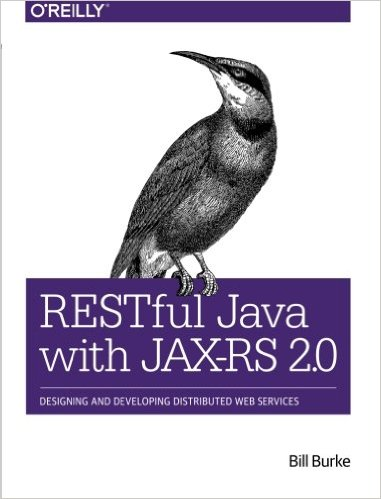 O'REILLY®
RESTful Java
with JAX-RS 2.0
DESIGNING AND DEVELOPING DISTRIBUTED WEB SERVICES
Bill Burke